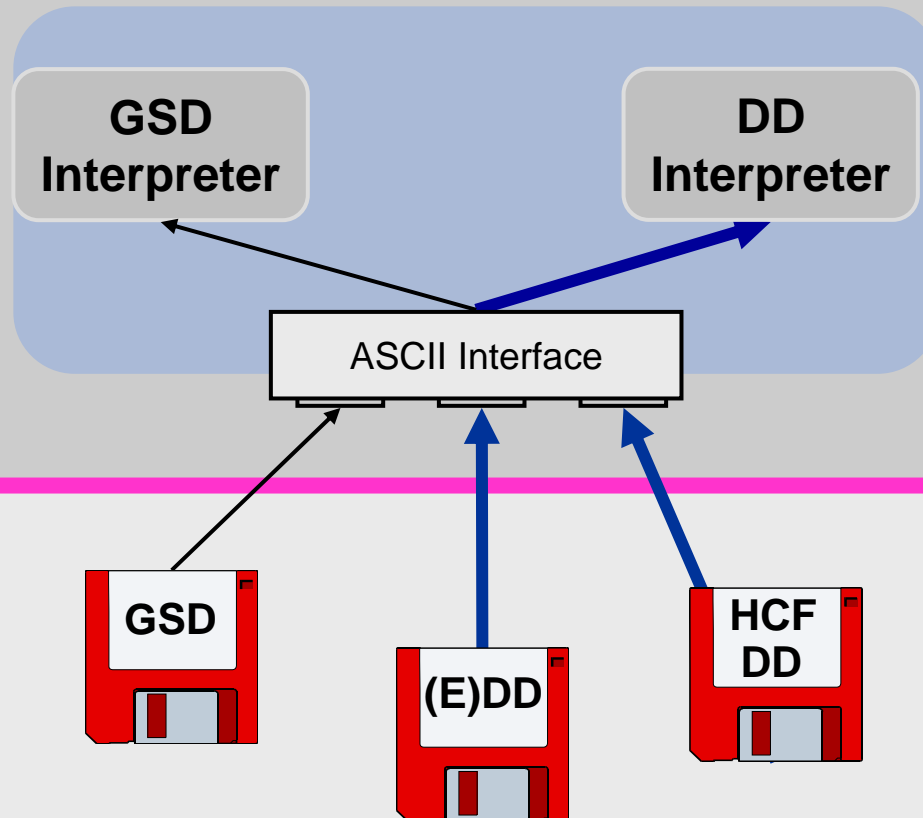 GSD
Interpreter
DD
Interpreter
ASCII Interface
GSD
(E)DD
HCF
DD